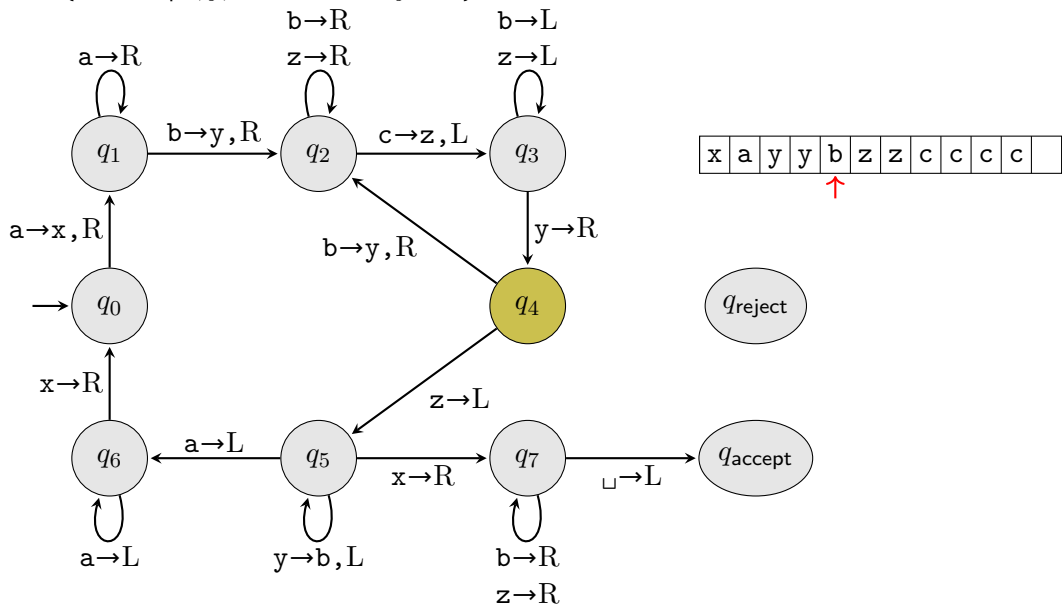 b→R
z→R
b→L
z→L
a→R
q1
b→y,R
q2
c→z,L
q3
x a y y b z z c c c c
↑
a→x,R
b→y,R
y→R
q0
q4
qreject
x→R
z→L
q6
a→L
q5
x→R
q7
␣→L
qaccept
a→L
y→b,L
b→R
z→R